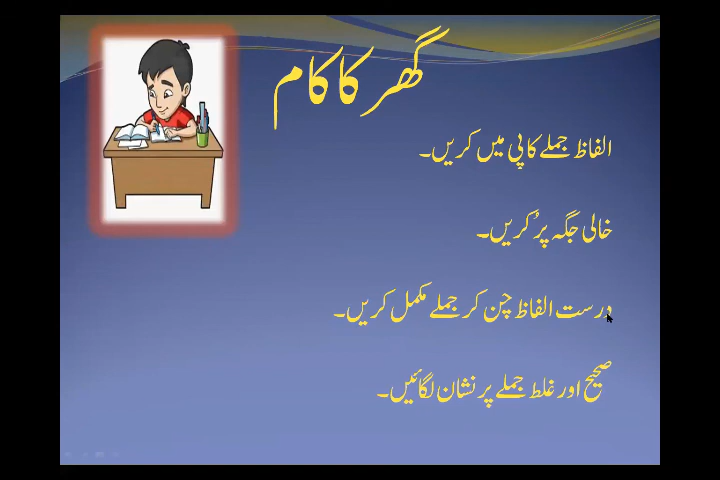 گھر کا کام
الفاظ جملے کاپی میں کریں۔
خالی جگہ پرُ کریں۔
درست الفاظ چن کر جملے مکمل کریں۔
صحیح اور غلط جملے پر نشان لگائیں۔